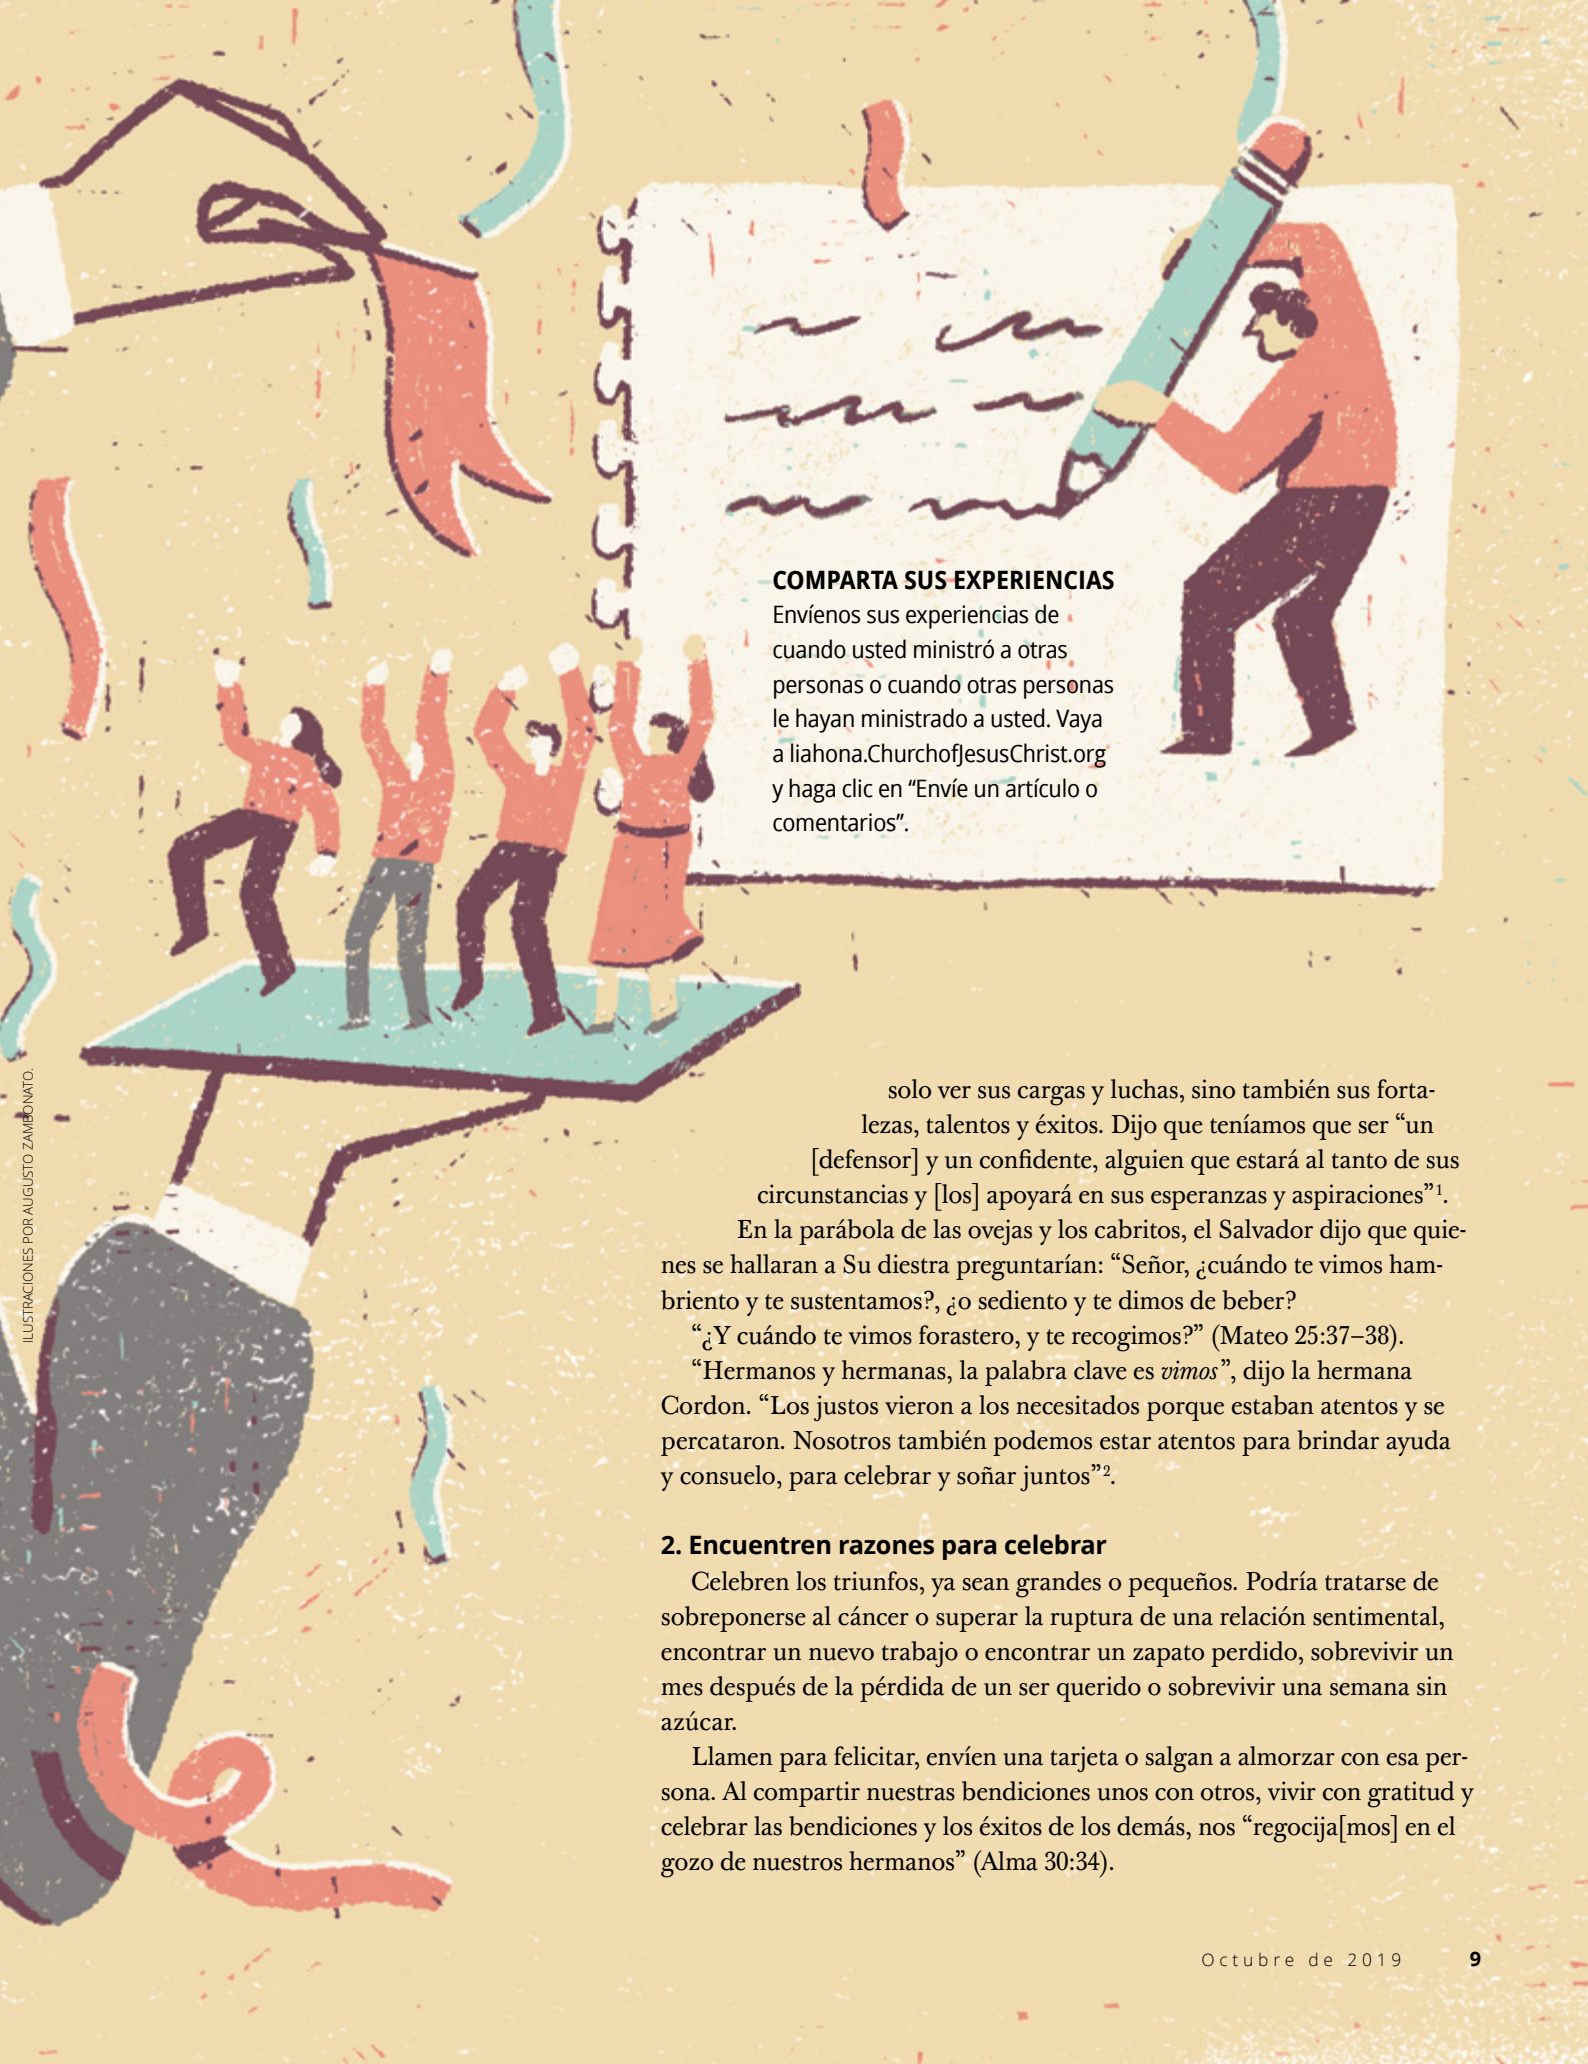 COMPARTA SUS EXPERIENCIAS
Envíenos sus experiencias de
cuando usted ministró a otras
personas o cuando otras personas
le hayan ministrado a usted. Vaya
a liahona.ChurchofJesusChrist.org
y haga clic en “Envíe un artículo o
comentarios”.
ILUSTRACIONES POR AUGUSTO ZAMBONATO.
solo ver sus cargas y luchas, sino también sus forta-
lezas, talentos y éxitos. Dijo que teníamos que ser “un
[defensor] y un confidente, alguien que estará al tanto de sus
circunstancias y [los] apoyará en sus esperanzas y aspiraciones”1.
En la parábola de las ovejas y los cabritos, el Salvador dijo que quie-
nes se hallaran a Su diestra preguntarían: “Señor, ¿cuándo te vimos ham-
briento y te sustentamos?, ¿o sediento y te dimos de beber?
“¿Y cuándo te vimos forastero, y te recogimos?” (Mateo 25:37–38).
“Hermanos y hermanas, la palabra clave es vimos”, dijo la hermana
Cordon. “Los justos vieron a los necesitados porque estaban atentos y se
percataron. Nosotros también podemos estar atentos para brindar ayuda
y consuelo, para celebrar y soñar juntos”2.
2. Encuentren razones para celebrar
Celebren los triunfos, ya sean grandes o pequeños. Podría tratarse de
sobreponerse al cáncer o superar la ruptura de una relación sentimental,
encontrar un nuevo trabajo o encontrar un zapato perdido, sobrevivir un
mes después de la pérdida de un ser querido o sobrevivir una semana sin
azúcar.
Llamen para felicitar, envíen una tarjeta o salgan a almorzar con esa per-
sona. Al compartir nuestras bendiciones unos con otros, vivir con gratitud y
celebrar las bendiciones y los éxitos de los demás, nos “regocija[mos] en el
gozo de nuestros hermanos” (Alma 30:34).
Octubre de 2019 9